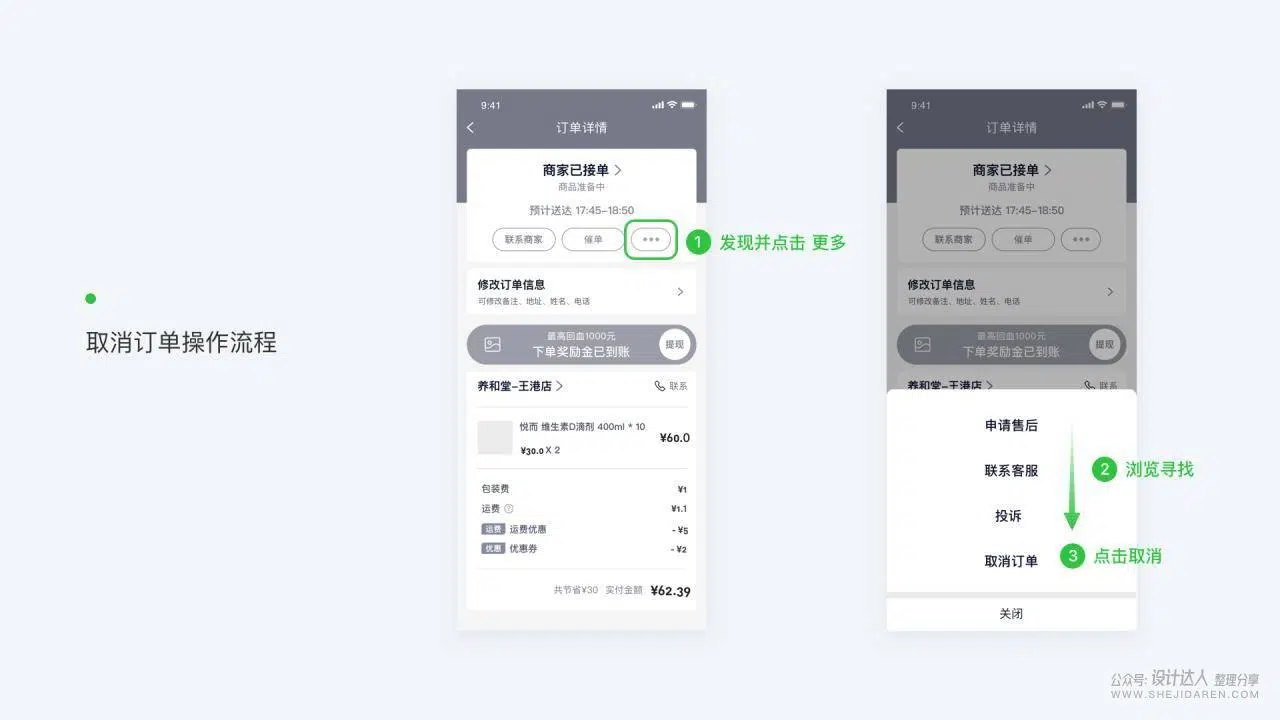 取消订单操作流程
9:41
订单详情
商家已接单
商品准备中
预计送达 17:45-18:50
联系商家 催单
1 发现并点击 更多
修改订单信息
可修改备注、地址、姓名、电话
最高回血1000元
下单奖励金已到账
提现
养和堂-王港店 联系
悦而 维生素D滴剂 400ml * 10
¥60.0
¥30.0 X 2
包装费 ¥1
运费 ¥1.1
运费 运费优惠 - ¥5
优惠 优惠券 - ¥2
共节省¥30 实付金额 ¥62.39
9:41
订单详情
商家已接单
商品准备中
预计送达 17:45-18:50
联系商家 催单
修改订单信息
可修改备注、地址、姓名、电话
最高回血1000元
下单奖励金已到账
提现
养和堂-王港店 联系
申请售后
联系客服
2 浏览寻找
投诉
取消订单
3 点击取消
关闭
公众号: 设计达人 整理分享
WWW.SHEJIDAREN.COM